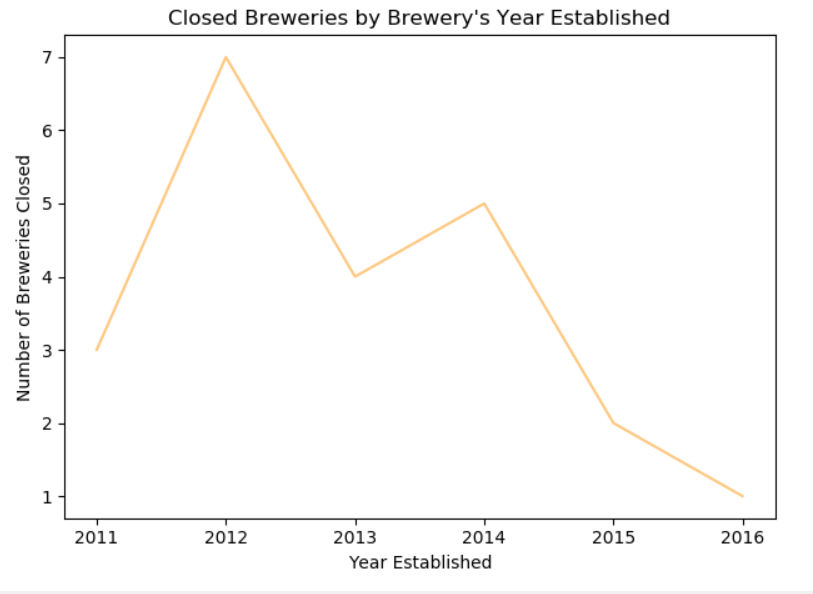 Closed Breweries by Brewery's Year Established
Number of Breweries Closed
7
6
5
4
3
2
1
2011 2012 2013 2014 2015 2016
Year Established